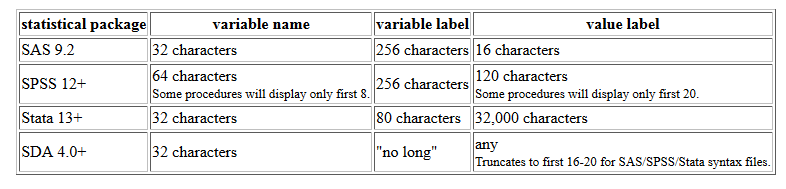 statistical package variable name variable label value label
SAS 9.2 32 characters 256 characters 16 characters
SPSS 12+ 64 characters 256 characters 120 characters
Some procedures will display only first 8. Some procedures will display only first 20.
Stata 13+ 32 characters 80 characters 32,000 characters
SDA 4.0+ 32 characters "no long" any
Truncates to first 16-20 for SAS/SPSS/Stata syntax files.